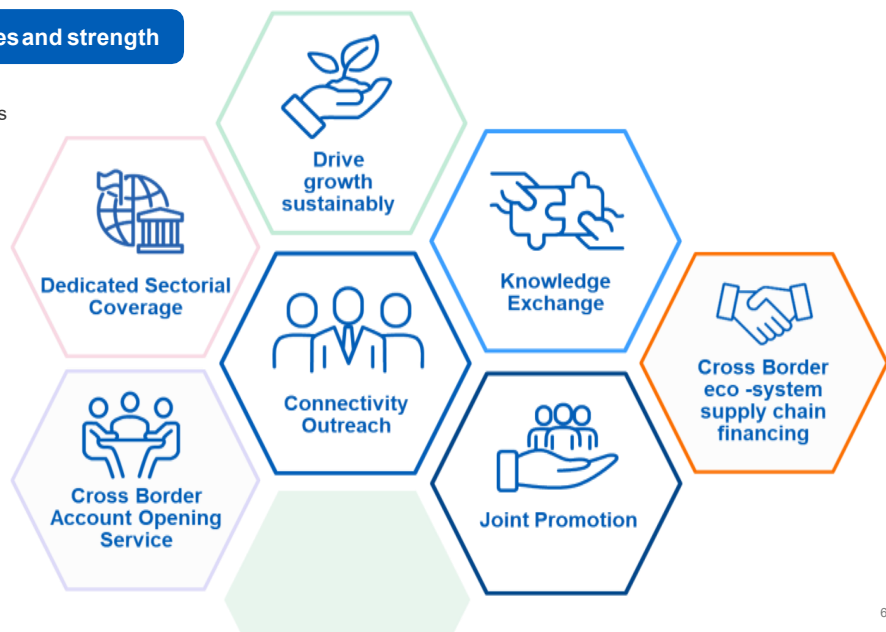 es and strength
s
Drive
growth
sustainably
Dedicated Sectorial
Coverage
Knowledge
Exchange
Connectivity
Outreach
Cross Border
eco -system
supply chain
financing
Cross Border
Account Opening
Service
Joint Promotion
6